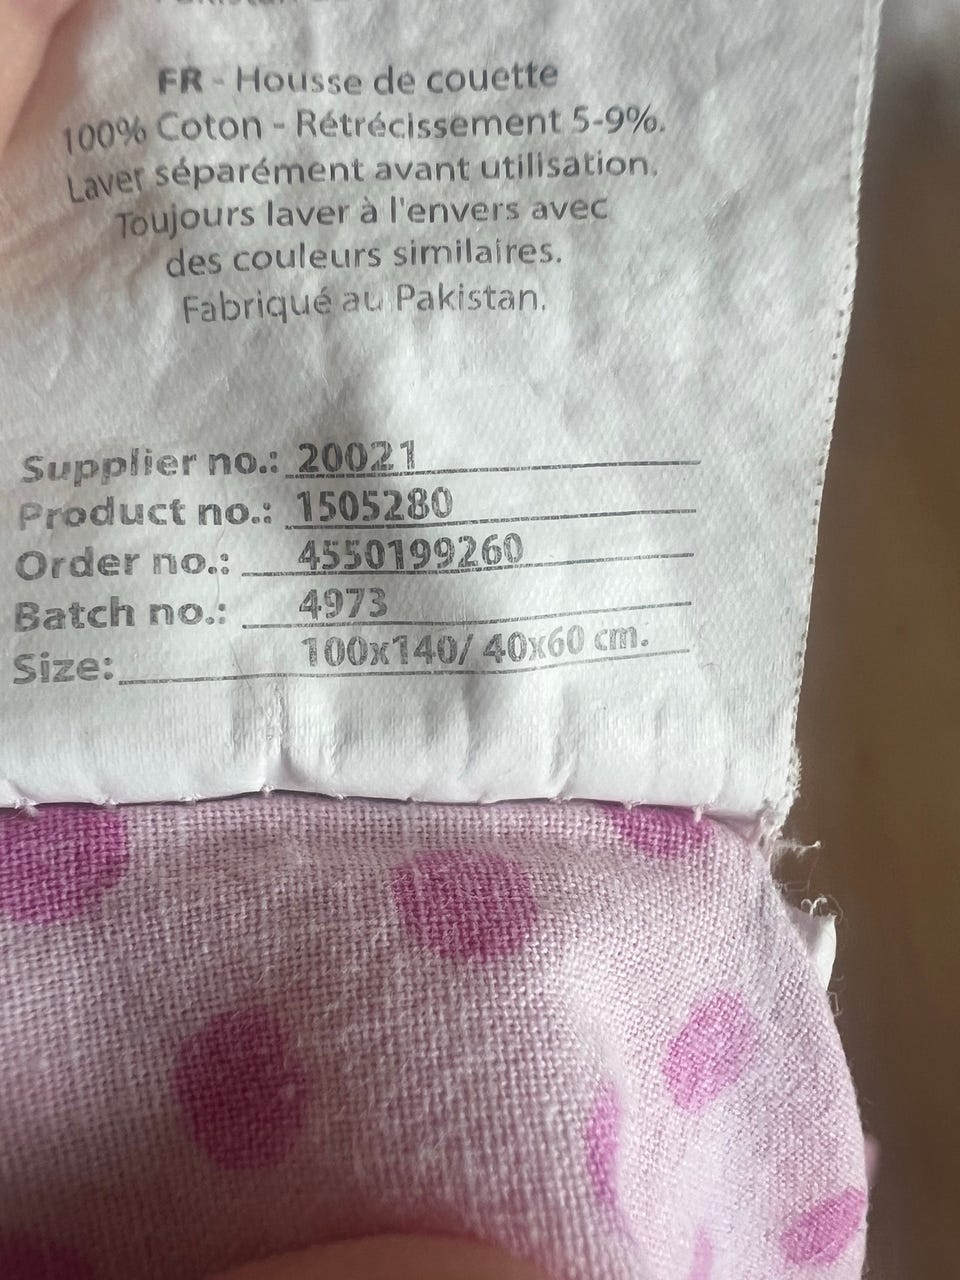 FR - Housse de couette
100% Coton - Rétrécissement 5-9%.
Laver séparément avant utilisation.
Toujours laver à l'envers avec
des couleurs similaires.
Fabriqué au Pakistan.
Supplier no.: 20021
Product no.: 1505280
Order no.: 4550199260
Batch no.: 4973
Size: 100x140/ 40x60 cm.